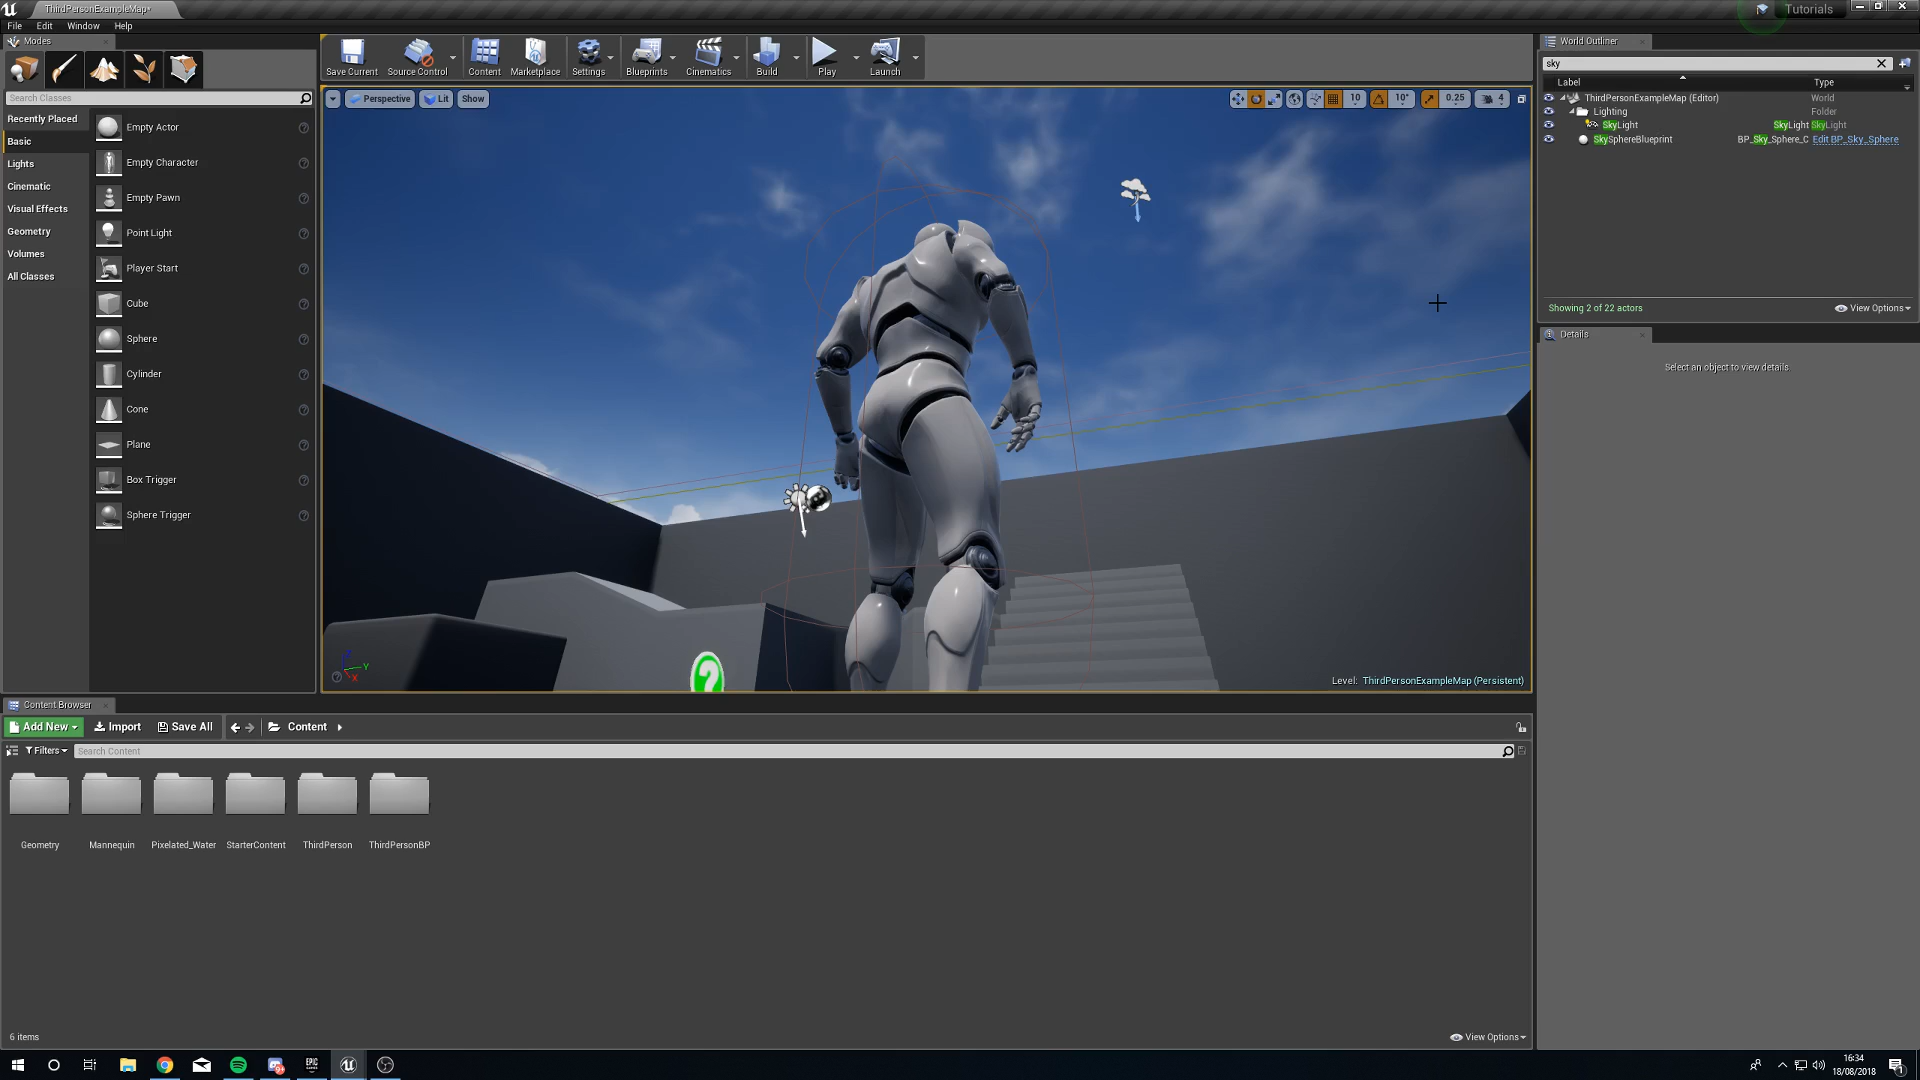 ThirdPersonExampleMap*
Tutorials
File Edit Window Help
Modes
Search Classes
Recently Placed
Basic
Lights
Cinematic
Visual Effects
Geometry
Volumes
All Classes
Empty Actor
Empty Character
Empty Pawn
Point Light
Player Start
Cube
Sphere
Cylinder
Cone
Plane
Box Trigger
Sphere Trigger
Save Current Source Control Content Marketplace Settings Blueprints Cinematics Build Play Launch
Perspective Lit Show
10 10° 0.25 4
Z
Y
X
?
Level: ThirdPersonExampleMap (Persistent)
World Outliner
sky
Label Type
ThirdPersonExampleMap (Editor) World
Lighting Folder
SkyLight SkyLight SkyLight
SkySphereBlueprint BP_Sky_Sphere_C Edit BP_Sky_Sphere
Showing 2 of 22 actors View Options
Details
Select an object to view details.
Content Browser
Add New Import Save All Content
Filters Search Content
Geometry Mannequin Pixelated_Water StarterContent ThirdPerson ThirdPersonBP
6 items View Options
EPIC GAMES
16:34
18/08/2018